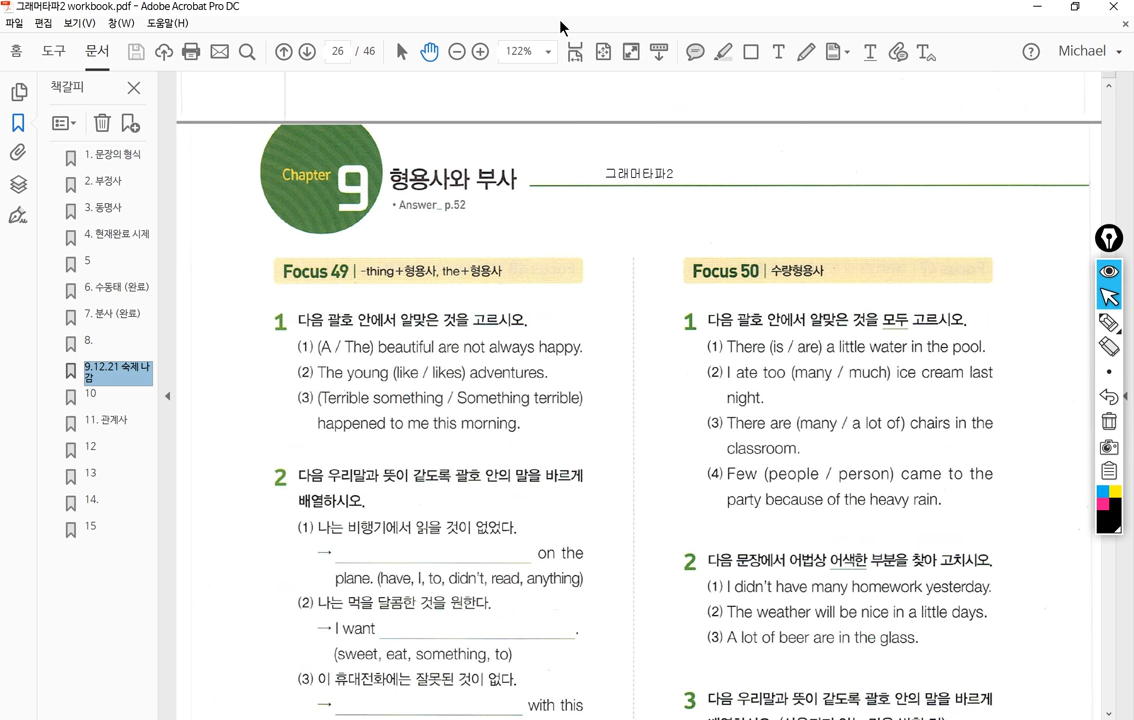 그래머타파2 workbook.pdf - Adobe Acrobat Pro DC
파일 편집 보기(V) 창(W) 도움말(H)
홈 도구 문서 26 / 46 122% Michael
책갈피
1. 문장의 형식
2. 부정사
3. 동명사
4. 현재완료 시제
5
6. 수동태 (완료)
7. 분사 (완료)
8.
9.12.21 숙제 나
감
10
11. 관계사
12
13
14.
15
Chapter 9 형용사와 부사 그래머타파2
• Answer_ p.52
Focus 49 | -thing+형용사, the+형용사
1 다음 괄호 안에서 알맞은 것을 고르시오.
(1) (A / The) beautiful are not always happy.
(2) The young (like / likes) adventures.
(3) (Terrible something / Something terrible)
happened to me this morning.
2 다음 우리말과 뜻이 같도록 괄호 안의 말을 바르게
배열하시오.
(1) 나는 비행기에서 읽을 것이 없었다.
→ ____________________ on the
plane. (have, I, to, didn't, read, anything)
(2) 나는 먹을 달콤한 것을 원한다.
→ I want ____________________.
(sweet, eat, something, to)
(3) 이 휴대전화에는 잘못된 것이 없다.
→ ____________________ with this
Focus 50 | 수량형용사
1 다음 괄호 안에서 알맞은 것을 모두 고르시오.
(1) There (is / are) a little water in the pool.
(2) I ate too (many / much) ice cream last
night.
(3) There are (many / a lot of) chairs in the
classroom.
(4) Few (people / person) came to the
party because of the heavy rain.
2 다음 문장에서 어법상 어색한 부분을 찾아 고치시오.
(1) I didn't have many homework yesterday.
(2) The weather will be nice in a little days.
(3) A lot of beer are in the glass.
3 다음 우리말과 뜻이 같도록 괄호 안의 말을 바르게